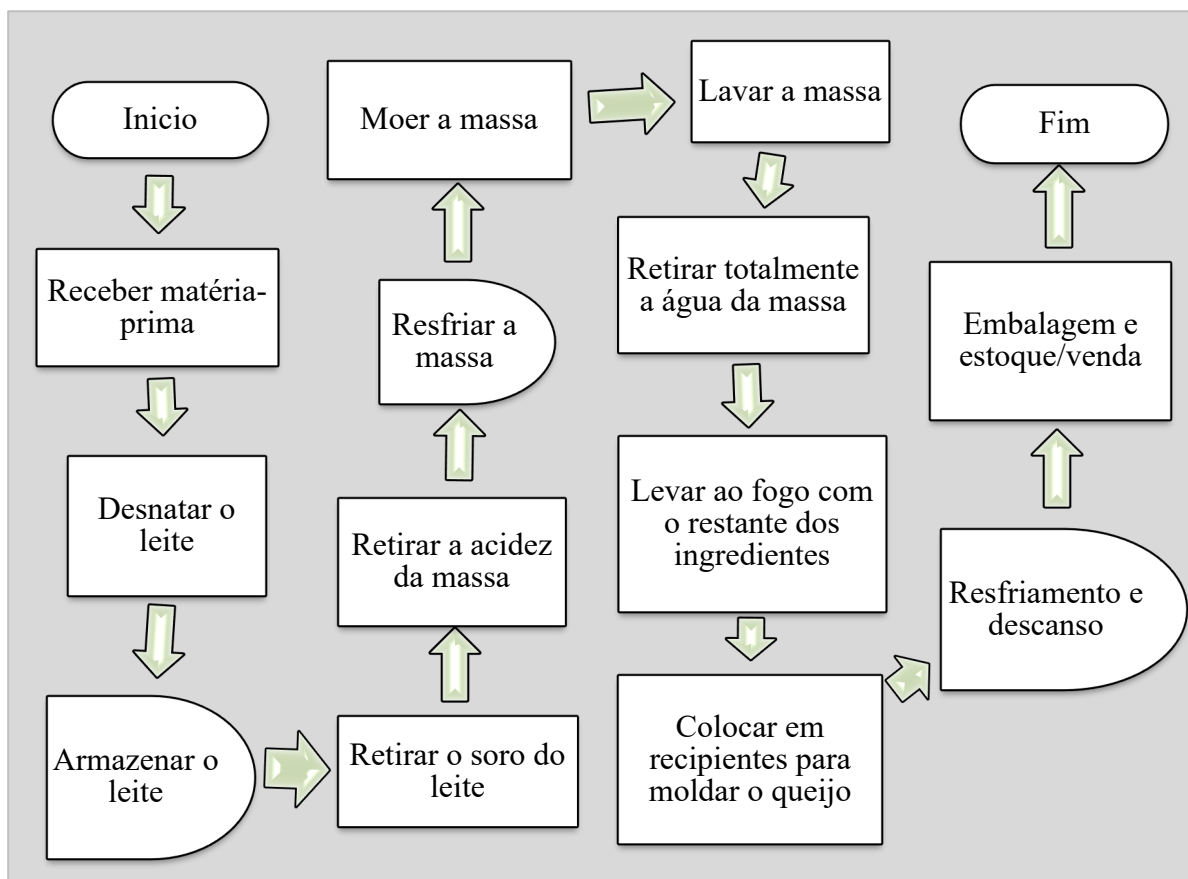 Inicio
Receber matéria-
prima
Desnatar o
leite
Armazenar o
leite
Retirar o soro do
leite
Retirar a acidez
da massa
Resfriar a
massa
Moer a massa
Lavar a massa
Retirar totalmente
a água da massa
Levar ao fogo com
o restante dos
ingredientes
Colocar em
recipientes para
moldar o queijo
Resfriamento e
descanso
Embalagem e
estoque/venda
Fim